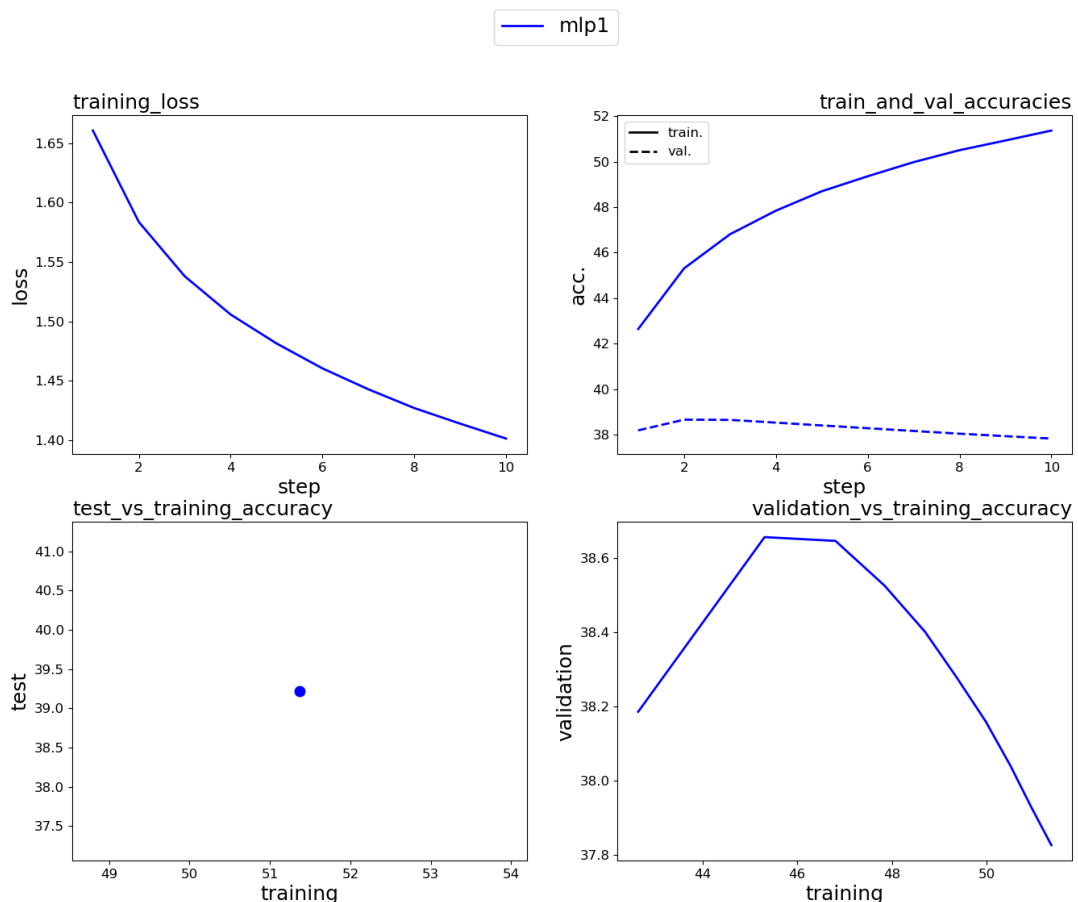 mlp1
training_loss
1.65
1.60
1.55
1.50
1.45
1.40
loss
2 4 6 8 10
step
train_and_val_accuracies
train.
val.
52
50
48
46
44
42
40
38
acc.
2 4 6 8 10
step
test_vs_training_accuracy
41.0
40.5
40.0
39.5
39.0
38.5
38.0
37.5
test
49 50 51 52 53 54
training
validation_vs_training_accuracy
38.6
38.4
38.2
38.0
37.8
validation
44 46 48 50
training